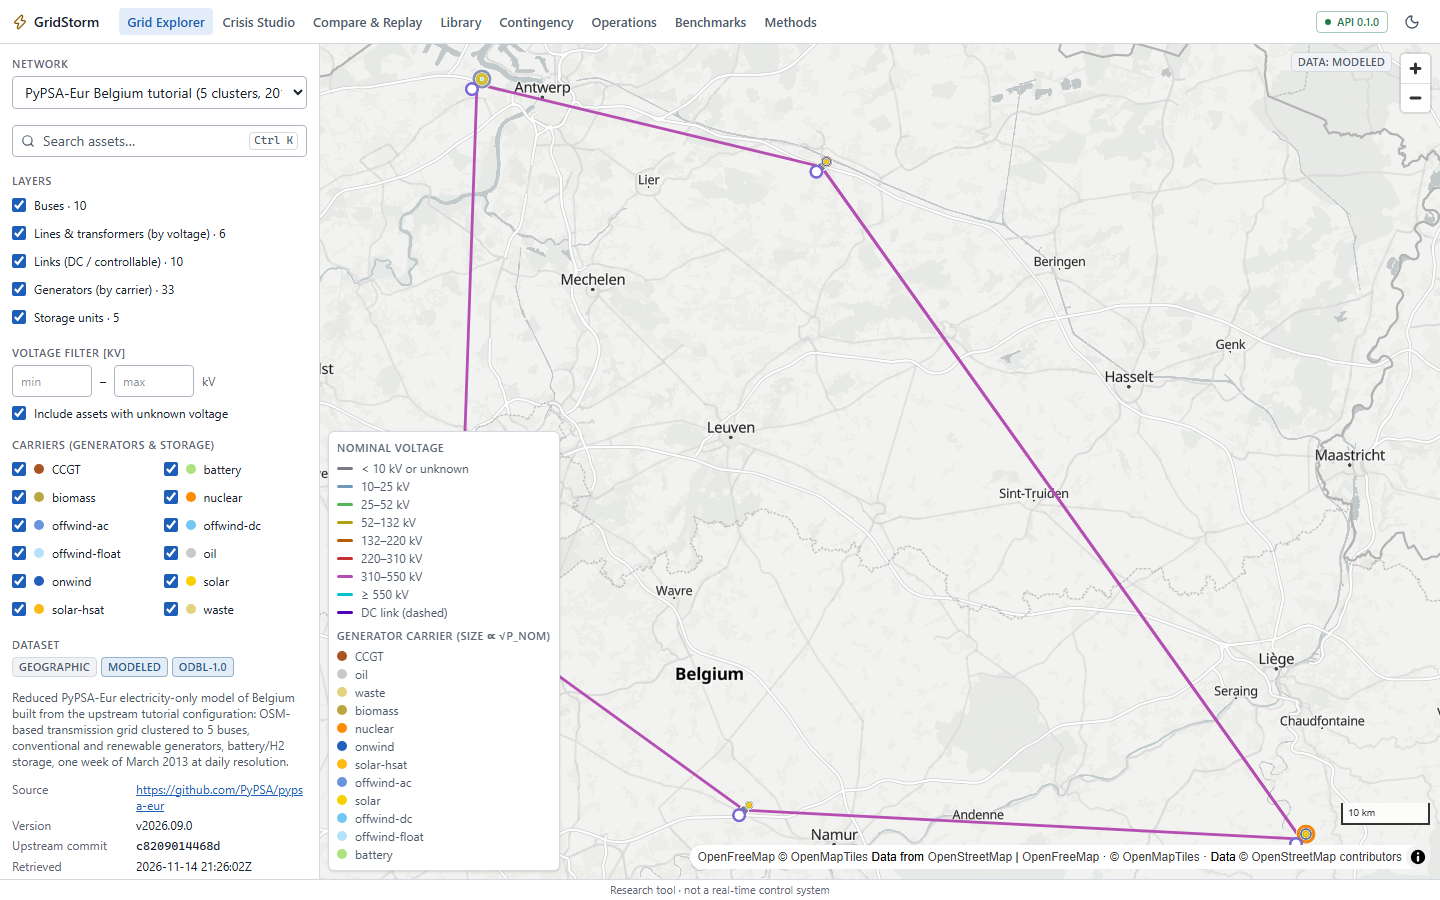 GridStorm
Grid Explorer
Crisis Studio
Compare & Replay
Library
Contingency
Operations
Benchmarks
Methods
API 0.1.0
NETWORK
PyPSA-Eur Belgium tutorial (5 clusters, 20
Search assets...
Ctrl K
LAYERS
Buses · 10
Lines & transformers (by voltage) · 6
Links (DC / controllable) · 10
Generators (by carrier) · 33
Storage units · 5
VOLTAGE FILTER [KV]
min – max kV
Include assets with unknown voltage
CARRIERS (GENERATORS & STORAGE)
CCGT battery
biomass nuclear
offwind-ac offwind-dc
offwind-float oil
onwind solar
solar-hsat waste
DATASET
GEOGRAPHIC MODELED ODBL-1.0
Reduced PyPSA-Eur electricity-only model of Belgium
built from the upstream tutorial configuration: OSM-
based transmission grid clustered to 5 buses,
conventional and renewable generators, battery/H2
storage, one week of March 2013 at daily resolution.
Source https://github.com/PyPSA/pyps
a-eur
Version v2026.09.0
Upstream commit c8209014468d
Retrieved 2026-11-14 21:26:02Z
DATA: MODELED
+
−
Antwerp
Lier
Mechelen
Beringen
Genk
Hasselt
lst
Leuven
Maastricht
Sint-Truiden
Wavre
Belgium
Liège
Seraing
Chaudfontaine
Andenne
Namur
NOMINAL VOLTAGE
< 10 kV or unknown
10–25 kV
25–52 kV
52–132 kV
132–220 kV
220–310 kV
310–550 kV
≥ 550 kV
DC link (dashed)
GENERATOR CARRIER (SIZE ∝ √P_NOM)
CCGT
oil
waste
biomass
nuclear
onwind
solar-hsat
offwind-ac
solar
offwind-dc
offwind-float
battery
10 km
OpenFreeMap © OpenMapTiles Data from OpenStreetMap | OpenFreeMap · © OpenMapTiles · Data © OpenStreetMap contributors
Research tool · not a real-time control system